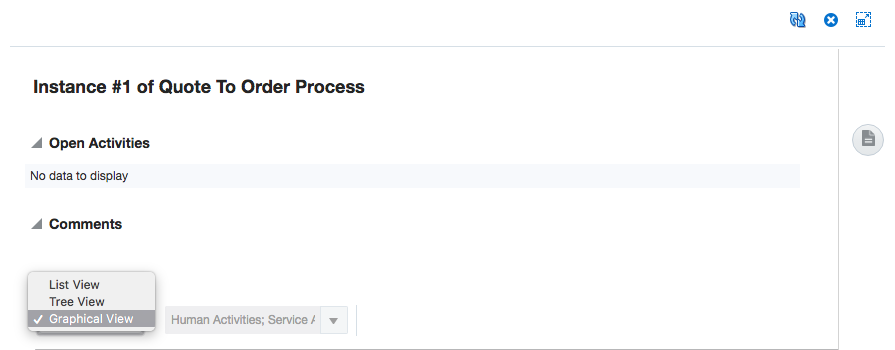 Instance #1 of Quote To Order Process
Open Activities
No data to display
Comments
List View
Tree View
Graphical View
Human Activities; Service